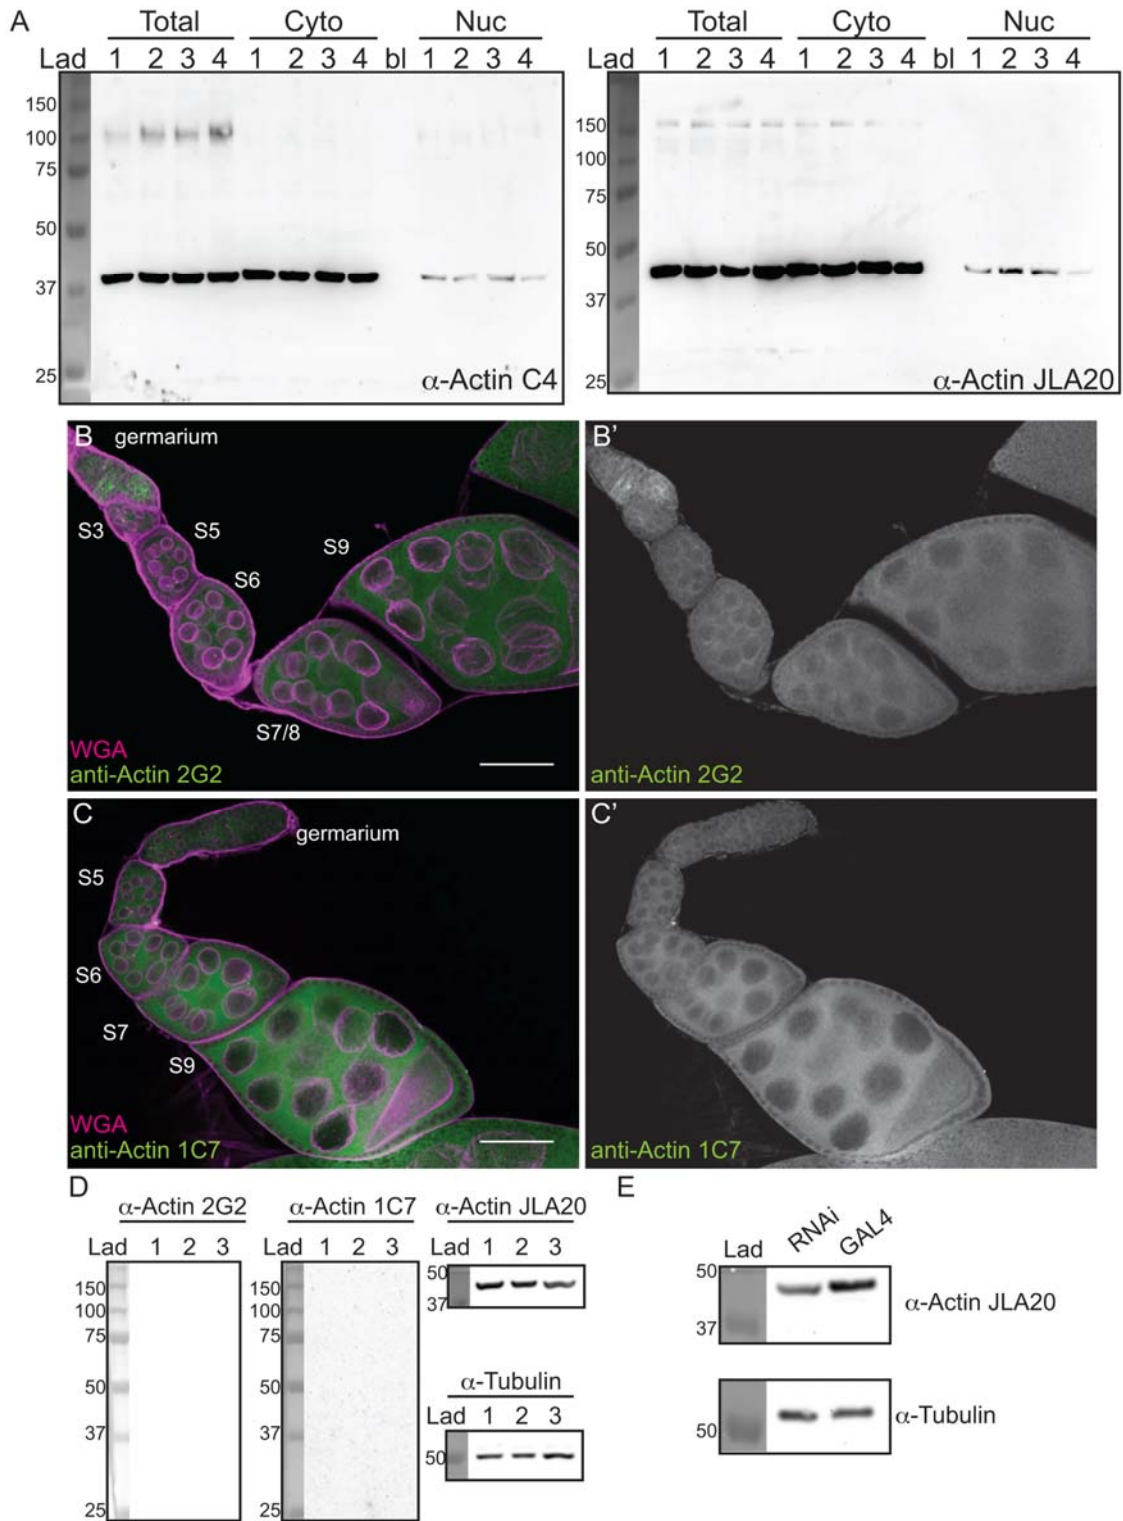 A
Total Cyto Nuc
Lad 1 2 3 4 1 2 3 4 bl 1 2 3 4
150
100
75
50
37
25
α-Actin C4
Total Cyto Nuc
Lad 1 2 3 4 1 2 3 4 bl 1 2 3 4
150
100
75
50
37
25
α-Actin JLA20
B
germarium
S3
S5
S6
S9
S7/8
WGA
anti-Actin 2G2
B'
anti-Actin 2G2
C
germarium
S5
S6
S7
S9
WGA
anti-Actin 1C7
C'
anti-Actin 1C7
D
α-Actin 2G2
Lad 1 2 3
150
100
75
50
37
25
α-Actin 1C7
Lad 1 2 3
150
100
75
50
37
25
α-Actin JLA20
Lad 1 2 3
50
37
α-Tubulin
Lad 1 2 3
50
E
Lad RNAi GAL4
50
37
α-Actin JLA20
50
α-Tubulin